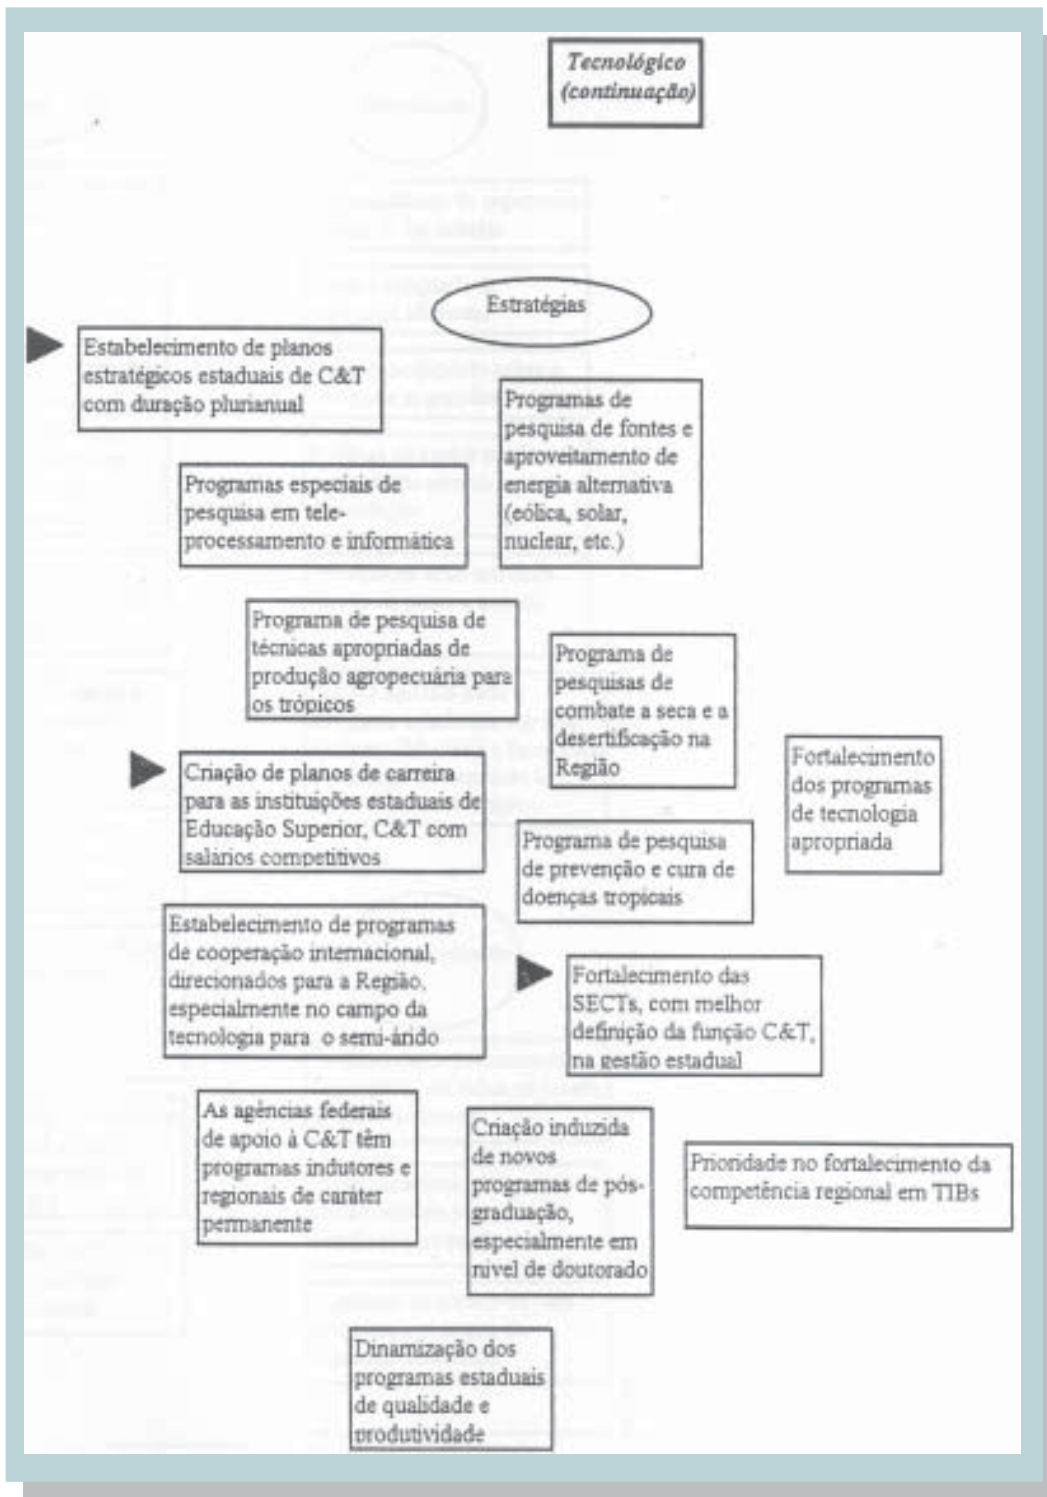 Tecnológico
(continuação)
Estratégias
Estabelecimento de planos
estratégicos estaduais de C&T
com duração plurianual
Programas de
pesquisa de fontes e
aproveitamento de
energia alternativa
(eólica, solar,
nuclear, etc.)
Programas especiais de
pesquisa em tele-
processamento e informática
Programa de pesquisa de
técnicas apropriadas de
produção agropecuária para
os trópicos
Programa de
pesquisas de
combate a seca e a
desertificação na
Região
Fortalecimento
dos programas
de tecnologia
apropriada
Criação de planos de carreira
para as instituições estaduais de
Educação Superior, C&T com
salários competitivos
Programa de pesquisa
de prevenção e cura de
doenças tropicais
Estabelecimento de programas
de cooperação internacional,
direcionados para a Região,
especialmente no campo da
tecnologia para o semi-árido
Fortalecimento das
SECTs, com melhor
definição da função C&T,
na gestão estadual
As agências federais
de apoio à C&T têm
programas indutores e
regionais de caráter
permanente
Criação induzida
de novos
programas de pós-
graduação,
especialmente em
nível de doutorado
Prioridade no fortalecimento da
competência regional em TIBs
Dinamização dos
programas estaduais
de qualidade e
produtividade